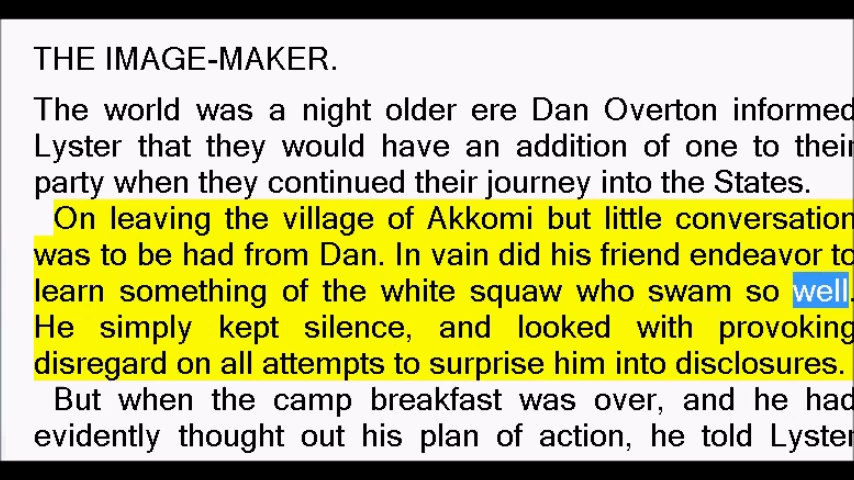 THE IMAGE-MAKER.
The world was a night older ere Dan Overton informed
Lyster that they would have an addition of one to their
party when they continued their journey into the States.
On leaving the village of Akkomi but little conversation
was to be had from Dan. In vain did his friend endeavor to
learn something of the white squaw who swam so well.
He simply kept silence, and looked with provoking
disregard on all attempts to surprise him into disclosures.
But when the camp breakfast was over, and he had
evidently thought out his plan of action, he told Lyster